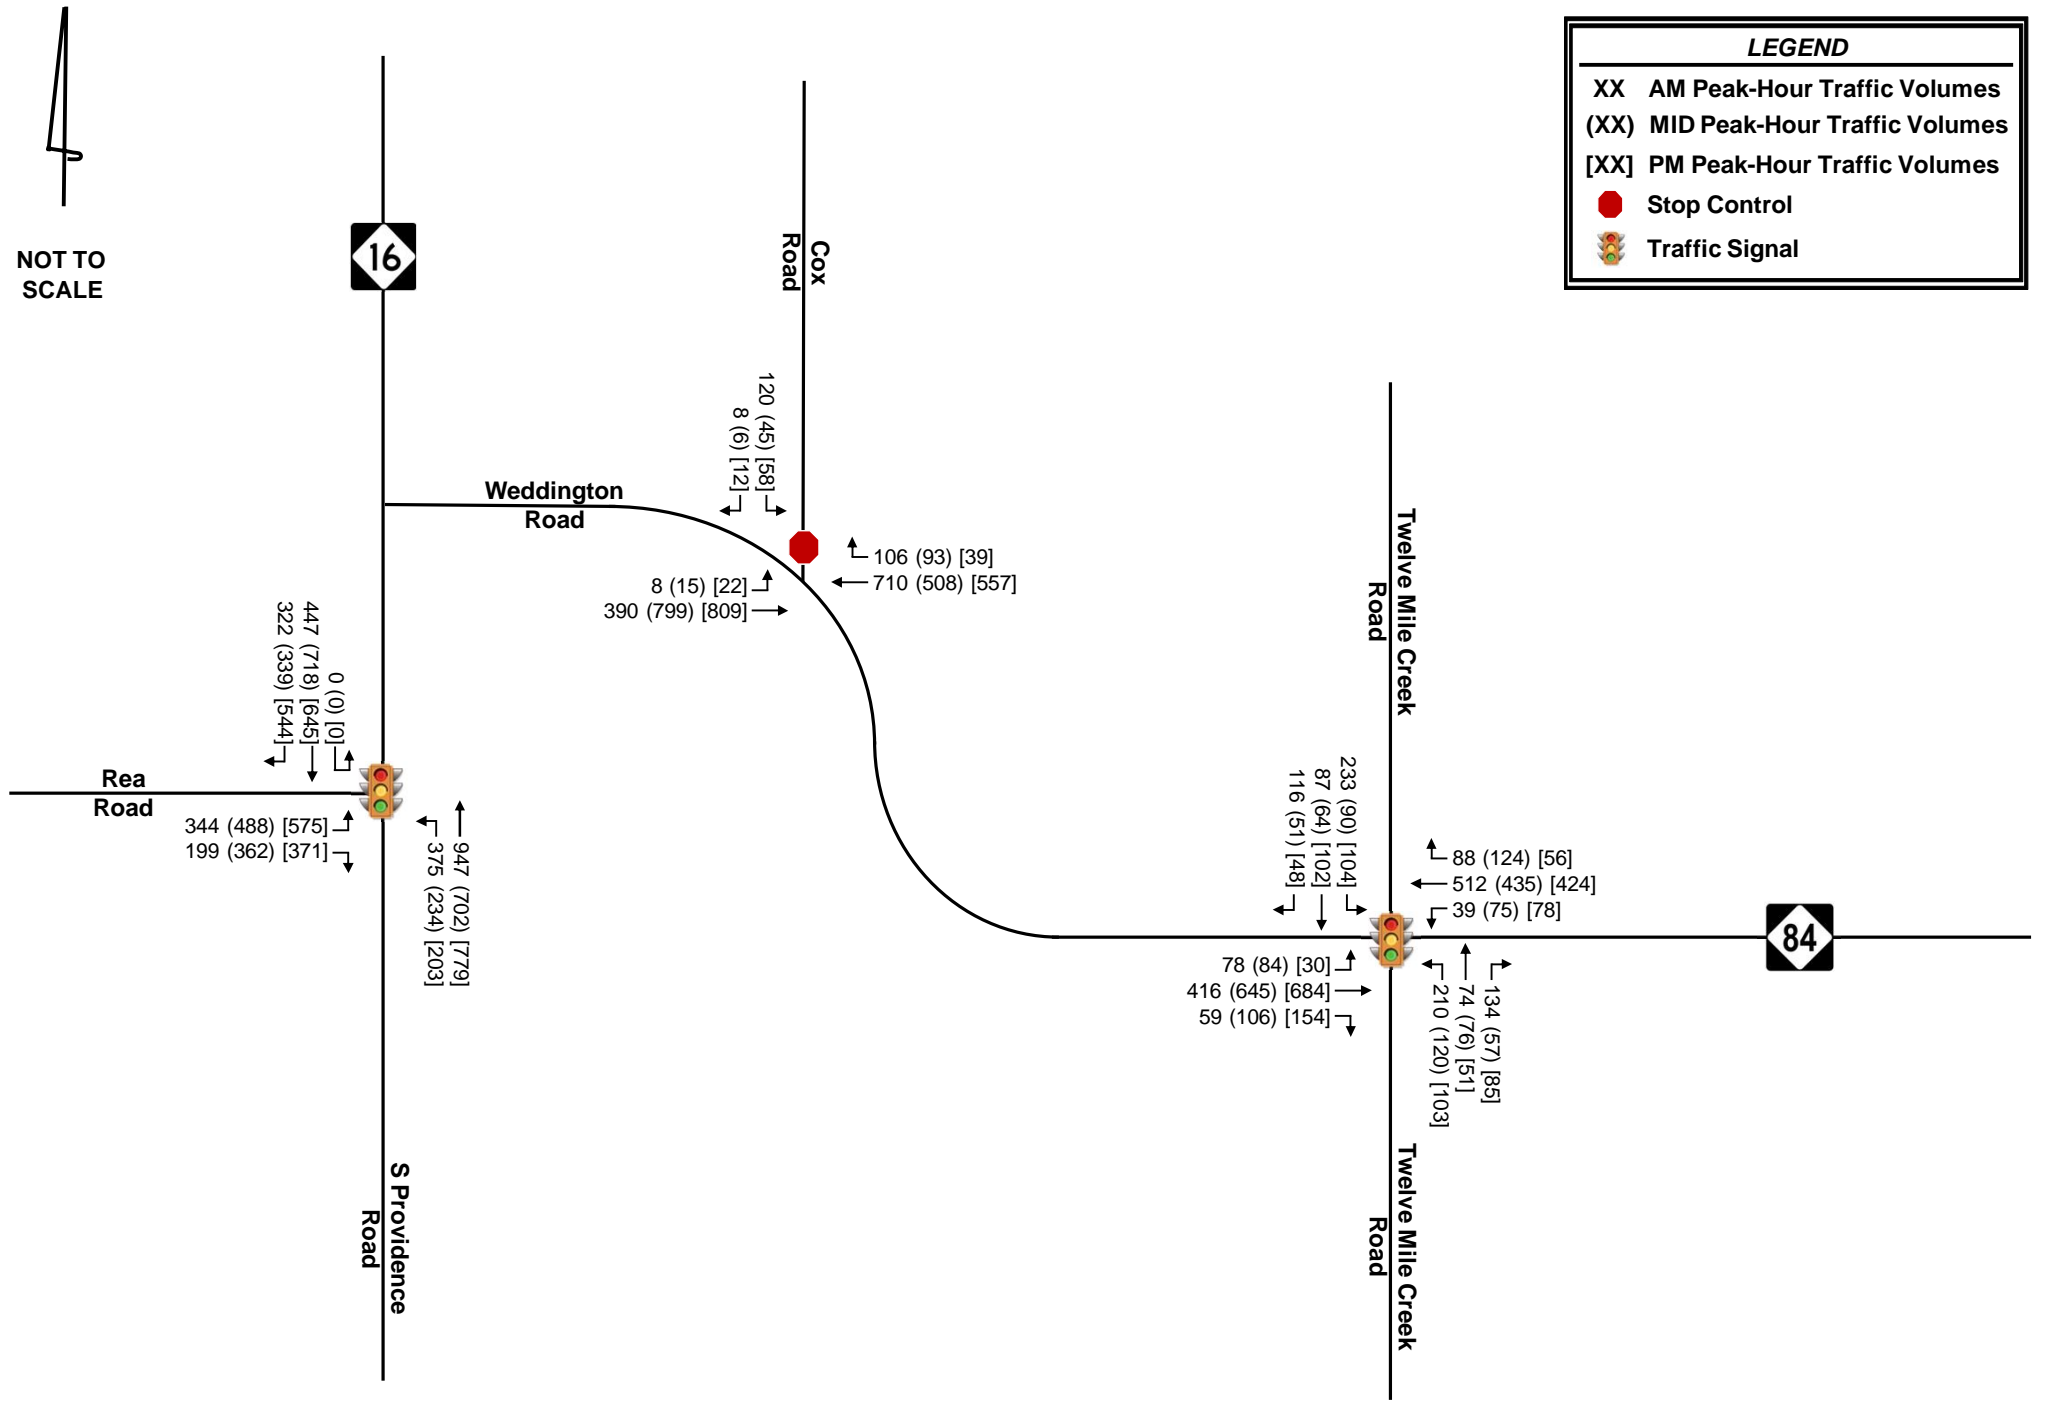 LEGEND
XX AM Peak-Hour Traffic Volumes
(XX) MID Peak-Hour Traffic Volumes
[XX] PM Peak-Hour Traffic Volumes
Stop Control
Traffic Signal
NOT TO
SCALE
16
Cox
Road
120 (45) [58]
8 (6) [12]
Weddington
Road
106 (93) [39]
710 (508) [557]
8 (15) [22]
390 (799) [809]
Twelve Mile Creek
Road
0 (0) [0]
447 (718) [645]
322 (339) [544]
Rea
Road
344 (488) [575]
199 (362) [371]
947 (702) [779]
375 (234) [203]
233 (90) [104]
87 (64) [102]
116 (51) [48]
88 (124) [56]
512 (435) [424]
39 (75) [78]
84
78 (84) [30]
416 (645) [684]
59 (106) [154]
134 (57) [85]
74 (76) [51]
210 (120) [103]
S Providence
Road
Twelve Mile Creek
Road